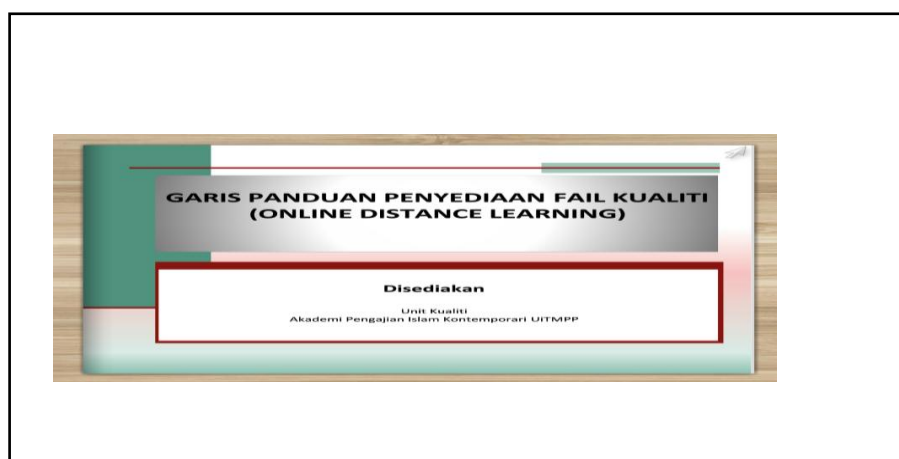 GARIS PANDUAN PENYEDIAAN FAIL KUALITI
(ONLINE DISTANCE LEARNING)
Disediakan
Unit Kualiti
Akademi Pengajian Islam Kontemporari UiTMPP